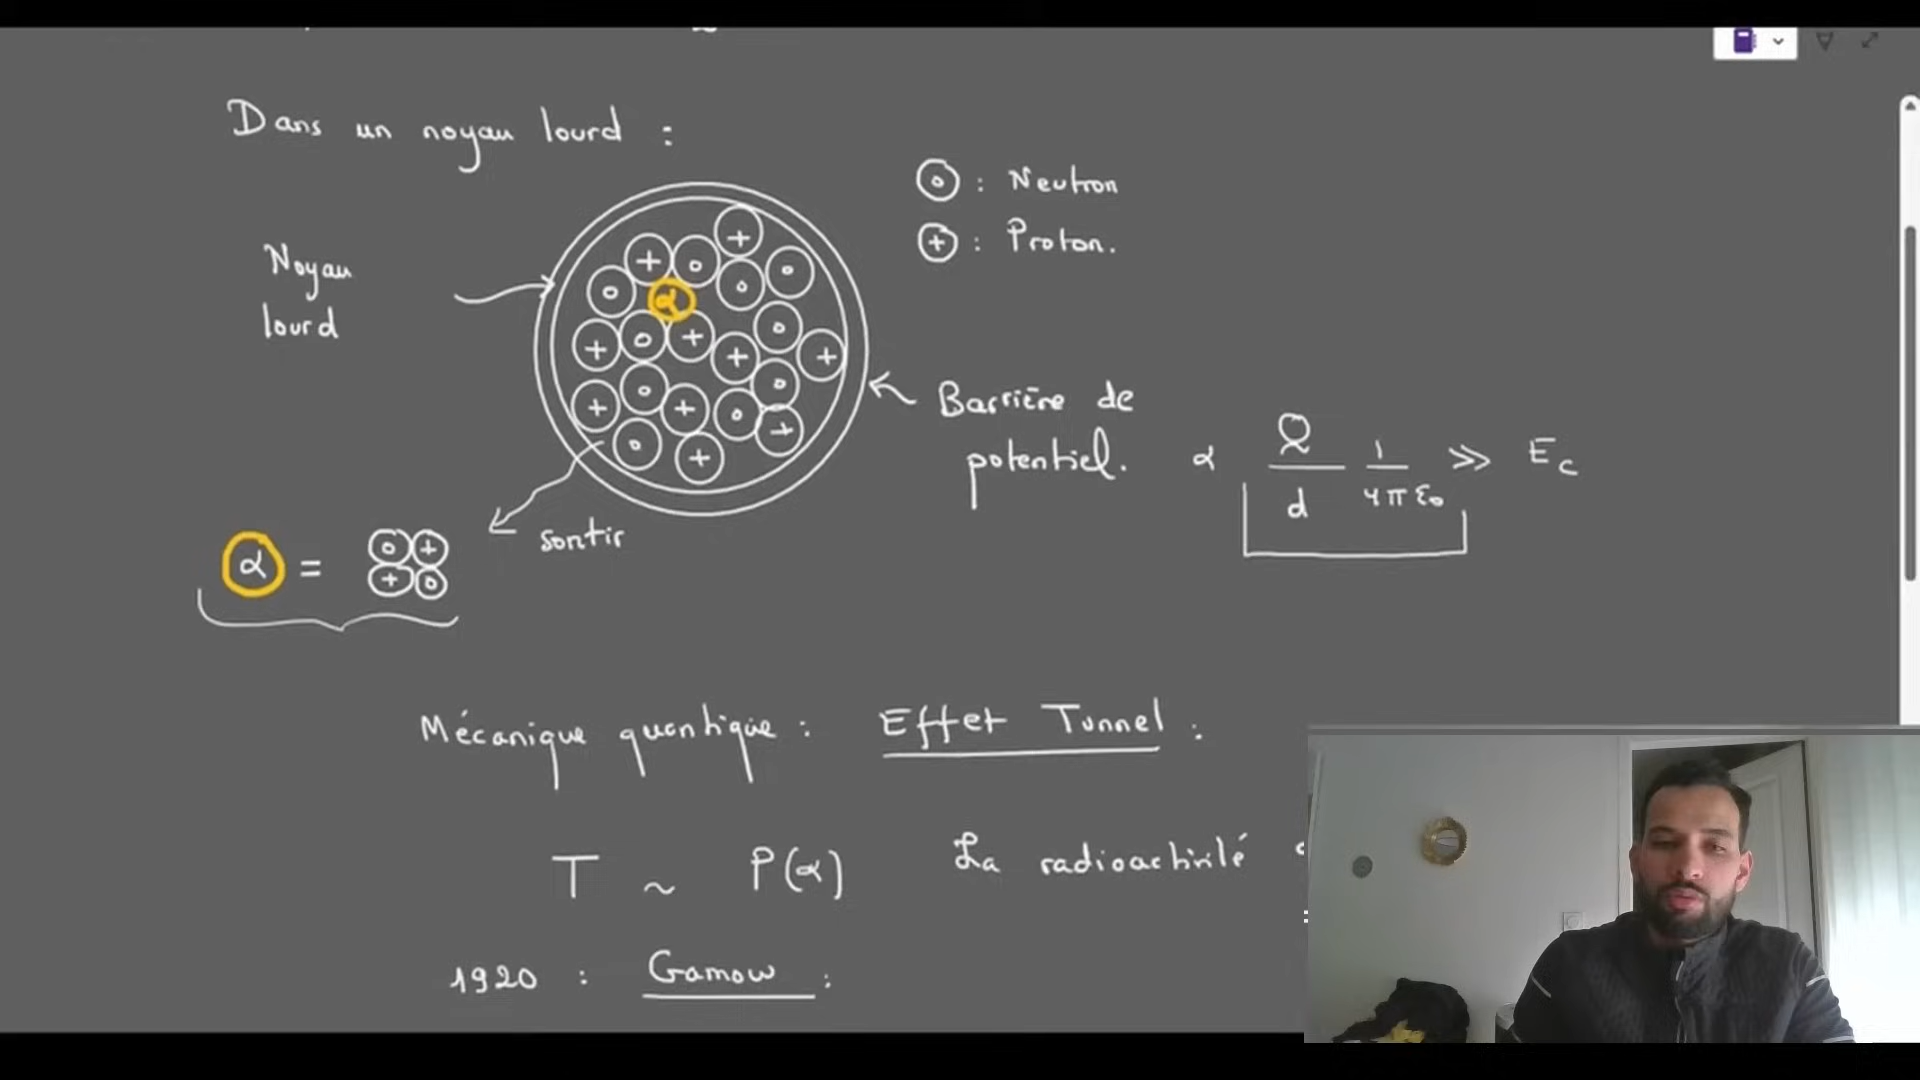 Dans un noyau lourd :
⊙ : Neutron
⊕ : Proton.
Noyau
lourd
α
Barrière de
potentiel. α Q/d 1/4πε₀ >> Ec
sortir
α =
Mécanique quantique : Effet Tunnel :
T ~ P(α) La radioactivité
1920 : Gamow :